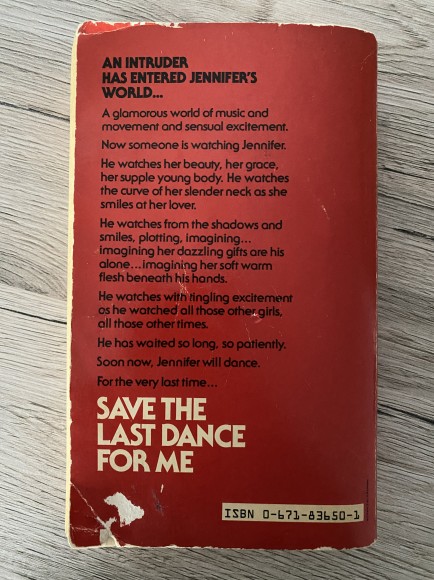 AN INTRUDER
HAS ENTERED JENNIFER'S
WORLD...
A glamorous world of music and
movement and sensual excitement.
Now someone is watching Jennifer.
He watches her beauty, her grace,
her supple young body. He watches
the curve of her slender neck as she
smiles at her lover.
He watches from the shadows and
smiles, plotting, imagining...
imagining her dazzling gifts are his
alone...imagining her soft warm
flesh beneath his hands.
He watches with tingling excitement
as he watched all those other girls,
all those other times.
He has waited so long, so patiently.
Soon now, Jennifer will dance.
For the very last time...
SAVE THE
LAST DANCE
FOR ME
ISBN 0-671-83650-1